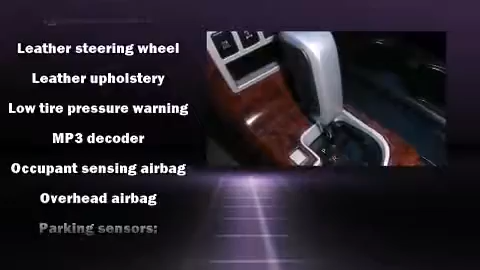 Leather steering wheel
Leather upholstery
Low tire pressure warning
MP3 decoder
Occupant sensing airbag
Overhead airbag
Parking sensors: